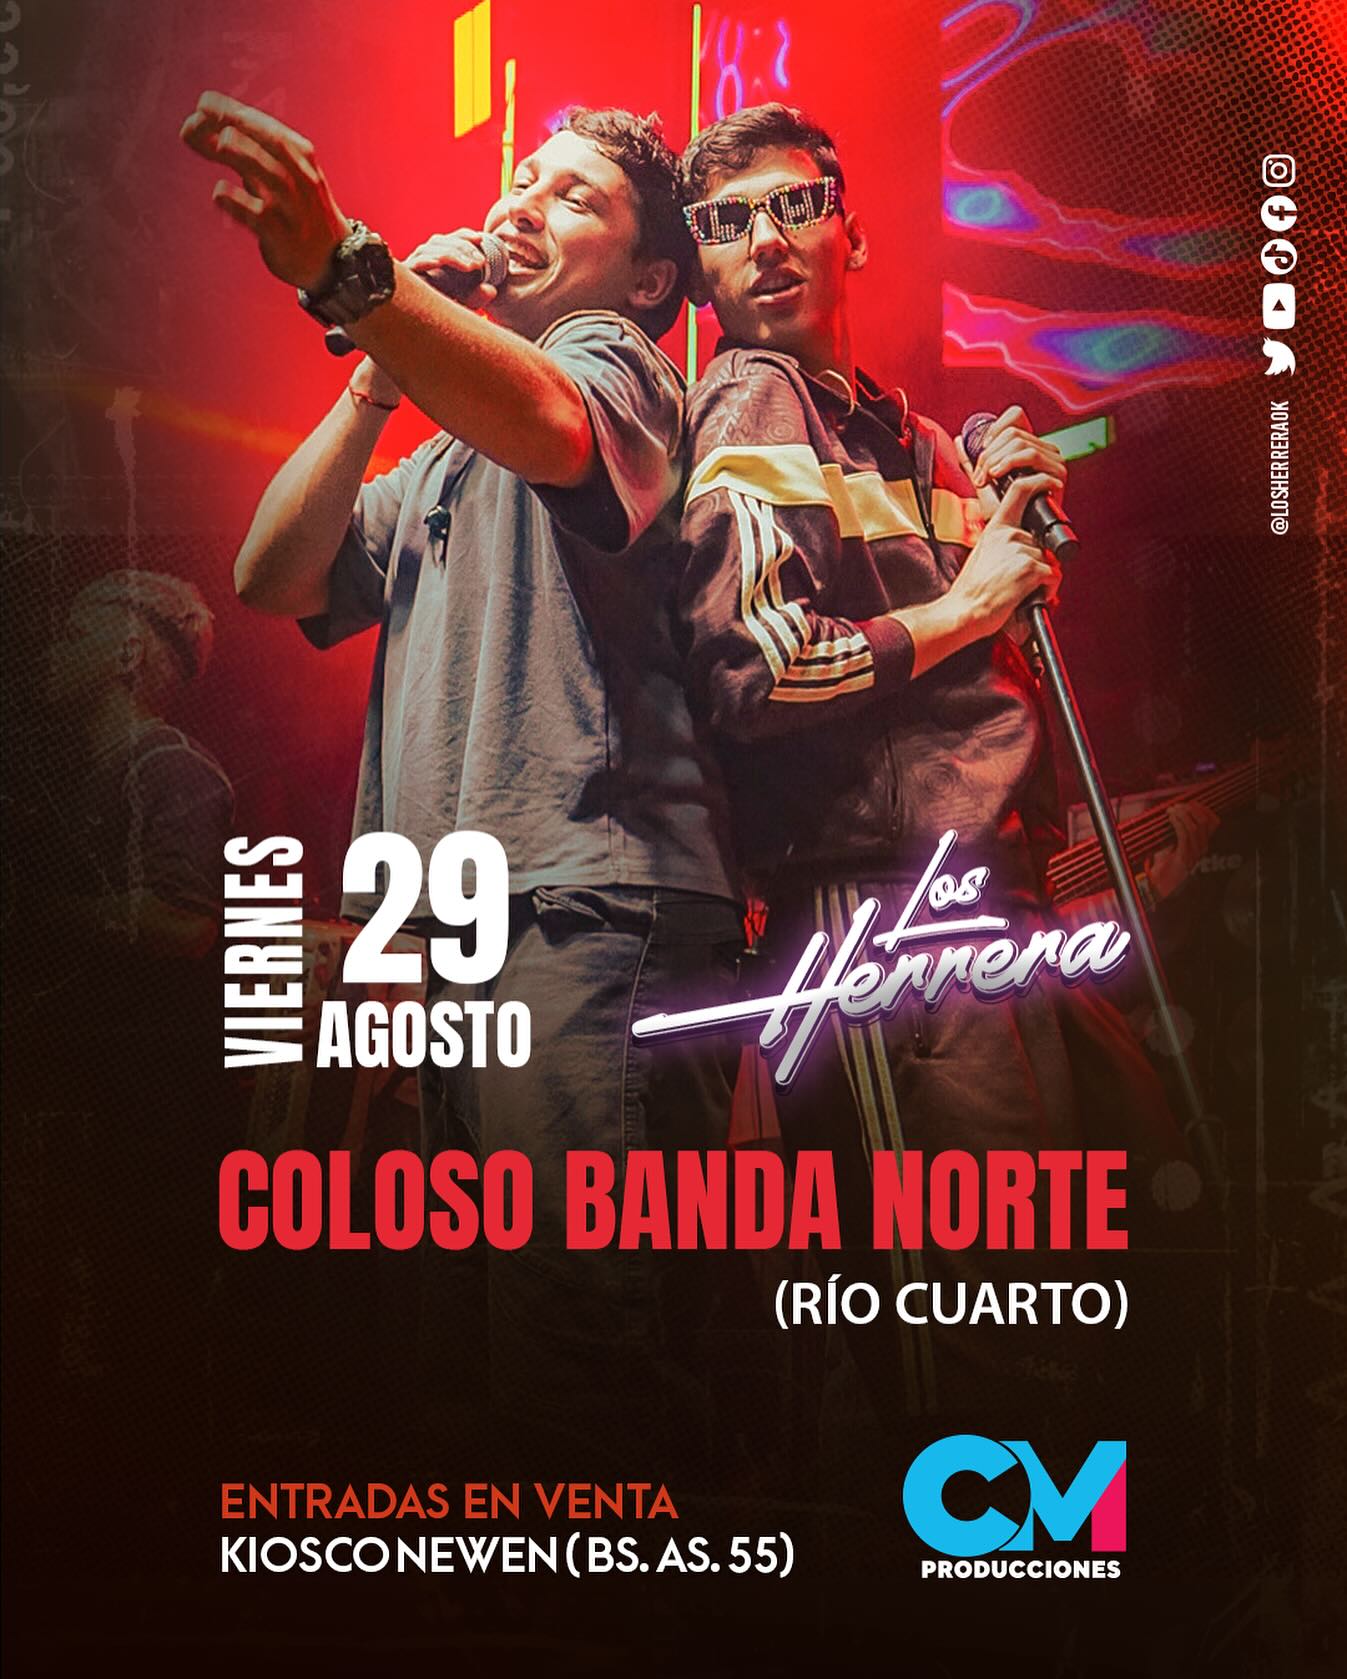 @LOSHERRERAOK
VIERNES
29
AGOSTO
Los
Herrera
COLOSO BANDA NORTE
(RÍO CUARTO)
ENTRADAS EN VENTA
KIOSCO NEWEN (BS. AS. 55)
CM
PRODUCCIONES